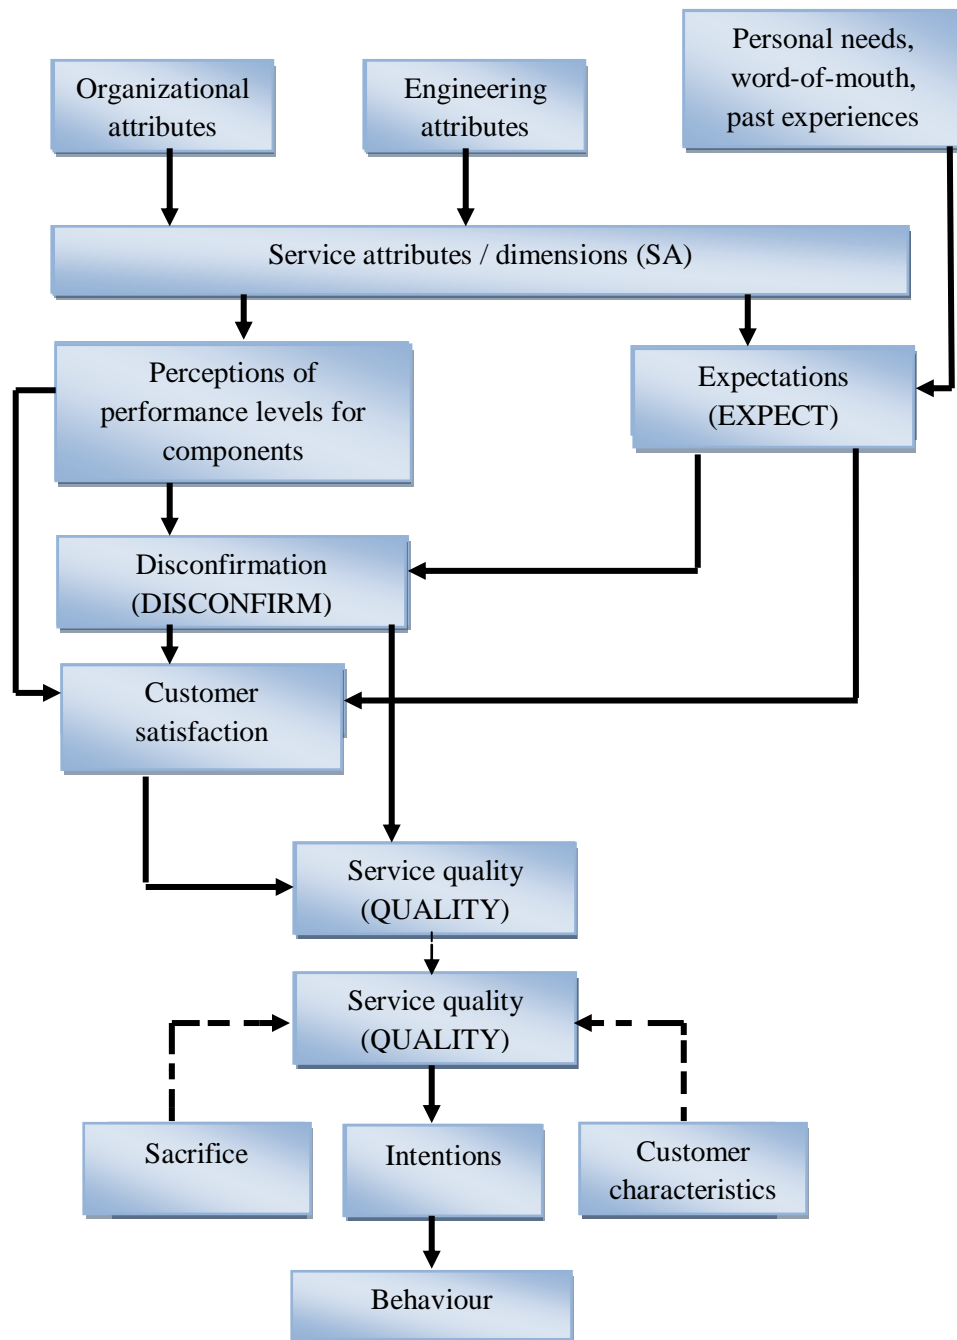 Organizational
attributes
Engineering
attributes
Personal needs,
word-of-mouth,
past experiences
Service attributes / dimensions (SA)
Perceptions of
performance levels for
components
Expectations
(EXPECT)
Disconfirmation
(DISCONFIRM)
Customer
satisfaction
Service quality
(QUALITY)
Service quality
(QUALITY)
Sacrifice
Intentions
Customer
characteristics
Behaviour